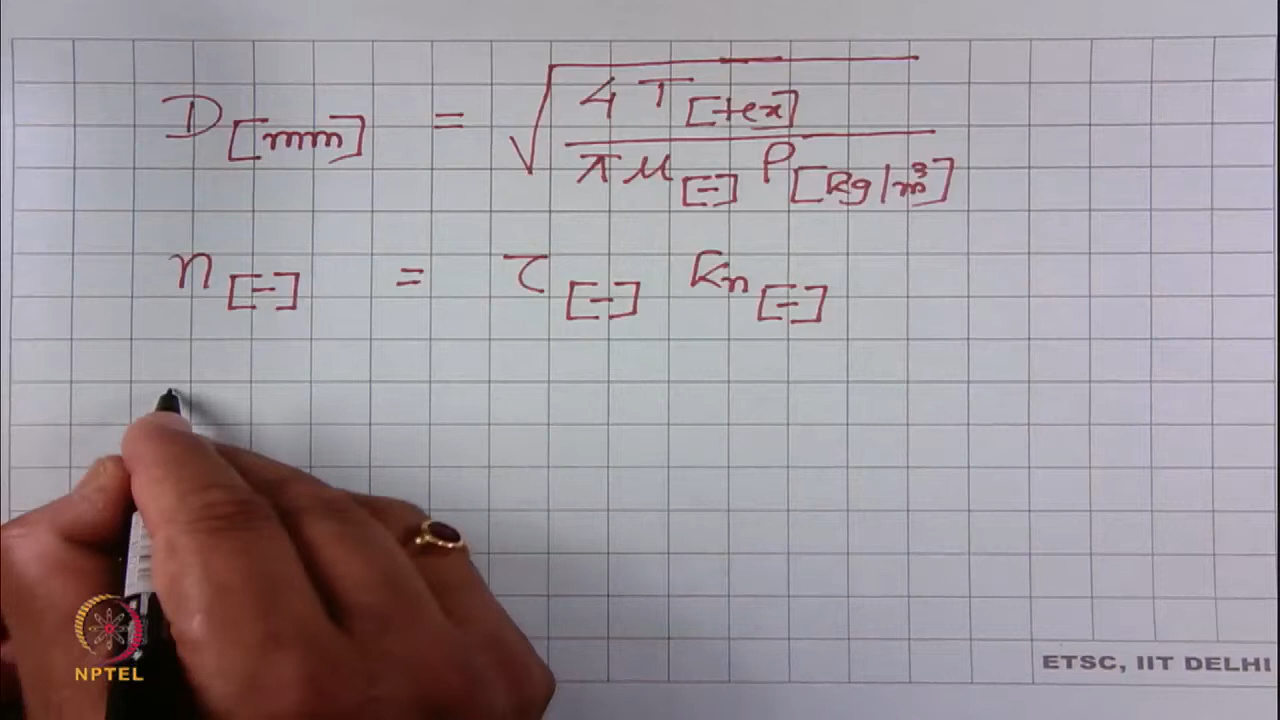 D[mm] = √(4 T[tex] / π μ[-] ρ[kg/m³])
n[-] = τ[-] kn[-]
NPTEL
ETSC, IIT DELHI